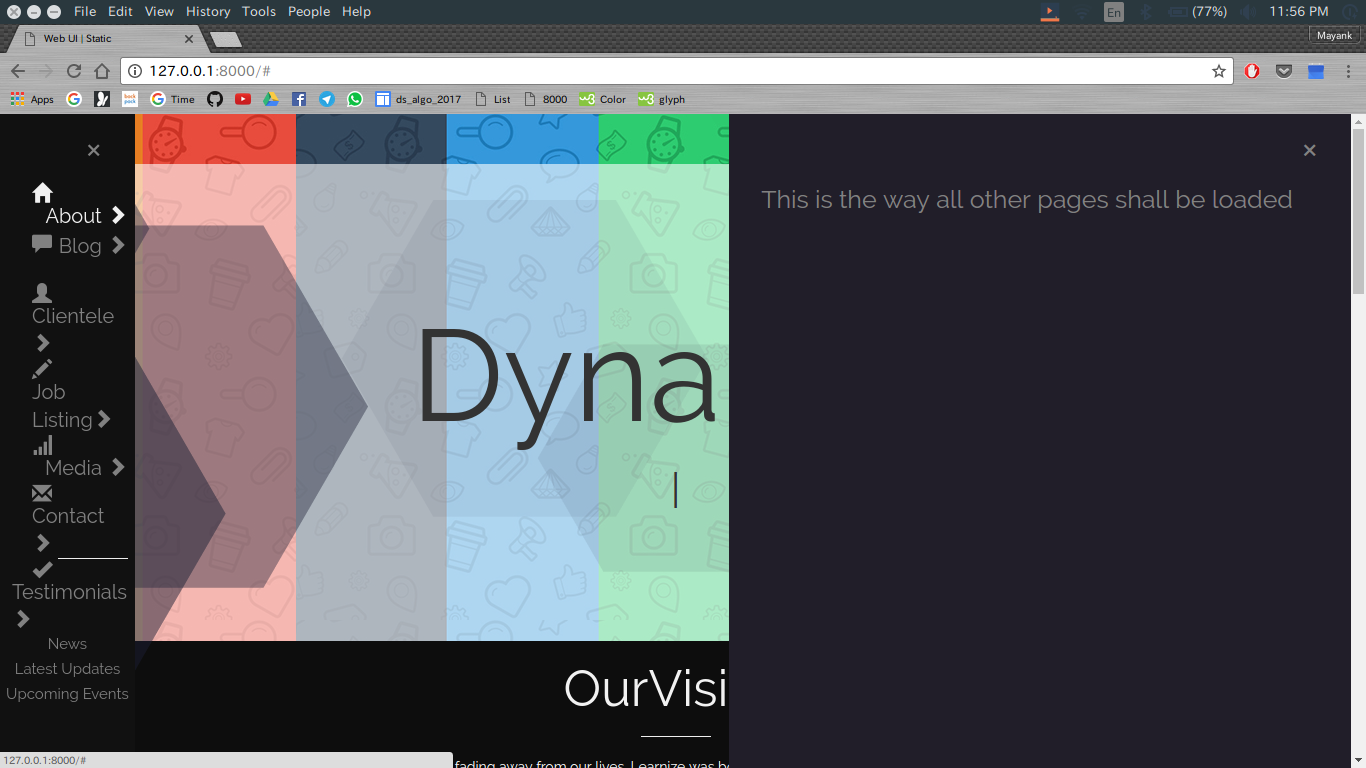 File Edit View History Tools People Help
En (77%) 11:56 PM
Web UI | Static
Mayank
127.0.0.1:8000/#
Apps Time ds_algo_2017 List 8000 Color glyph
About
Blog
Clientele
Job
Listing
Media
Contact
Testimonials
News
Latest Updates
Upcoming Events
Dyna
OurVisi
fading away from our lives. Learnize was be
This is the way all other pages shall be loaded
127.0.0.1:8000/#